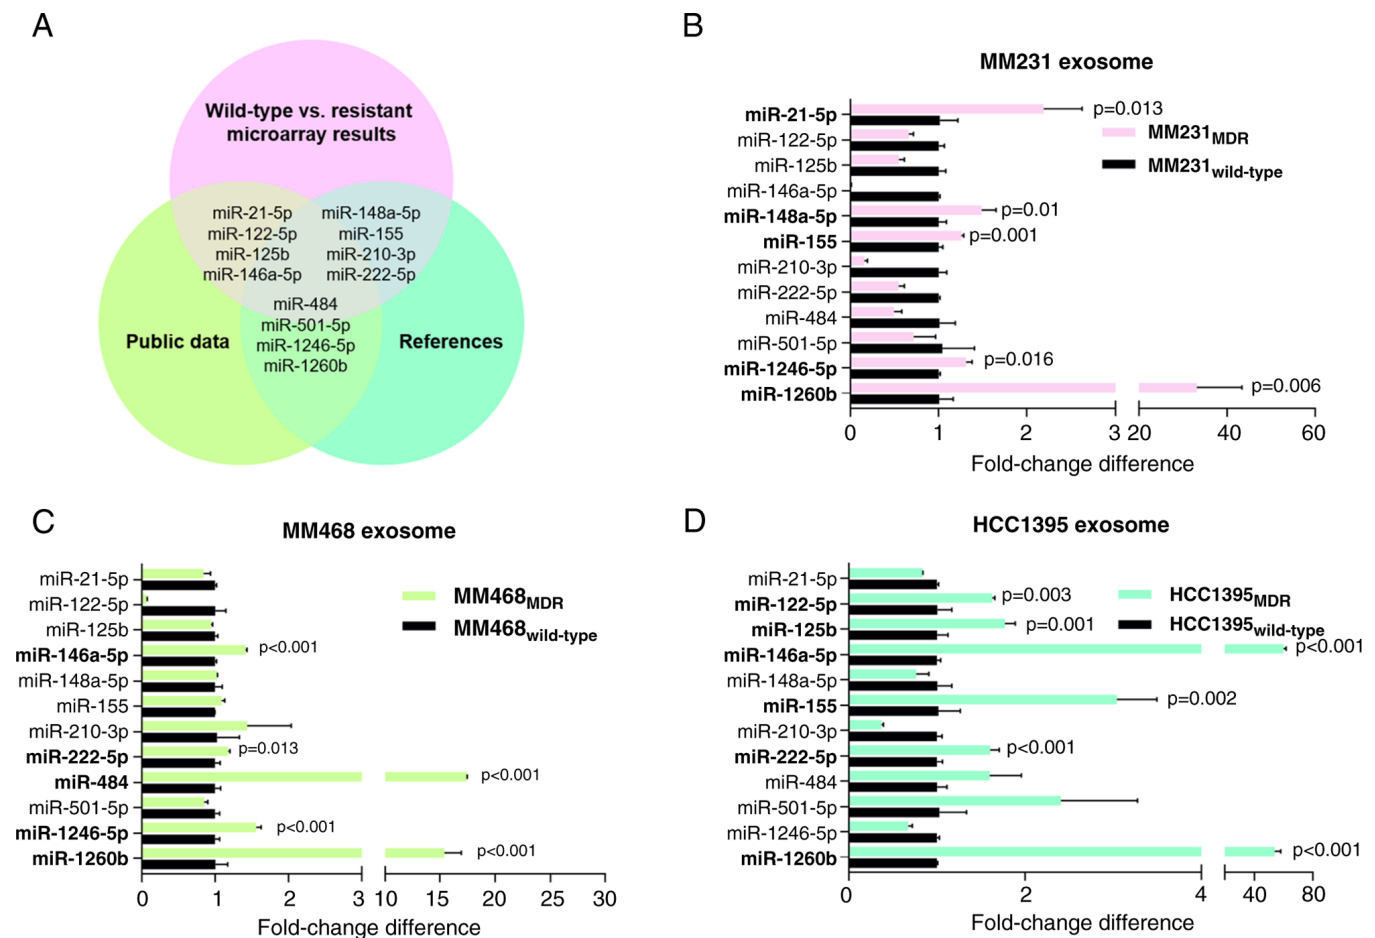 A
Wild-type vs. resistant
microarray results
miR-21-5p
miR-122-5p
miR-125b
miR-146a-5p
miR-148a-5p
miR-155
miR-210-3p
miR-222-5p
miR-484
miR-501-5p
miR-1246-5p
miR-1260b
Public data
References
B
MM231 exosome
miR-21-5p
miR-122-5p
miR-125b
miR-146a-5p
miR-148a-5p
miR-155
miR-210-3p
miR-222-5p
miR-484
miR-501-5p
miR-1246-5p
miR-1260b
p=0.013
p=0.01
p=0.001
p=0.016
p=0.006
MM231MDR
MM231wild-type
0 1 2 3 20 40 60
Fold-change difference
C
MM468 exosome
miR-21-5p
miR-122-5p
miR-125b
miR-146a-5p
miR-148a-5p
miR-155
miR-210-3p
miR-222-5p
miR-484
miR-501-5p
miR-1246-5p
miR-1260b
p<0.001
p=0.013
p<0.001
p<0.001
p<0.001
MM468MDR
MM468wild-type
0 1 2 3 10 15 20 25 30
Fold-change difference
D
HCC1395 exosome
miR-21-5p
miR-122-5p
miR-125b
miR-146a-5p
miR-148a-5p
miR-155
miR-210-3p
miR-222-5p
miR-484
miR-501-5p
miR-1246-5p
miR-1260b
p=0.003
p=0.001
p<0.001
p=0.002
p<0.001
p<0.001
HCC1395MDR
HCC1395wild-type
0 2 4 40 80
Fold-change difference